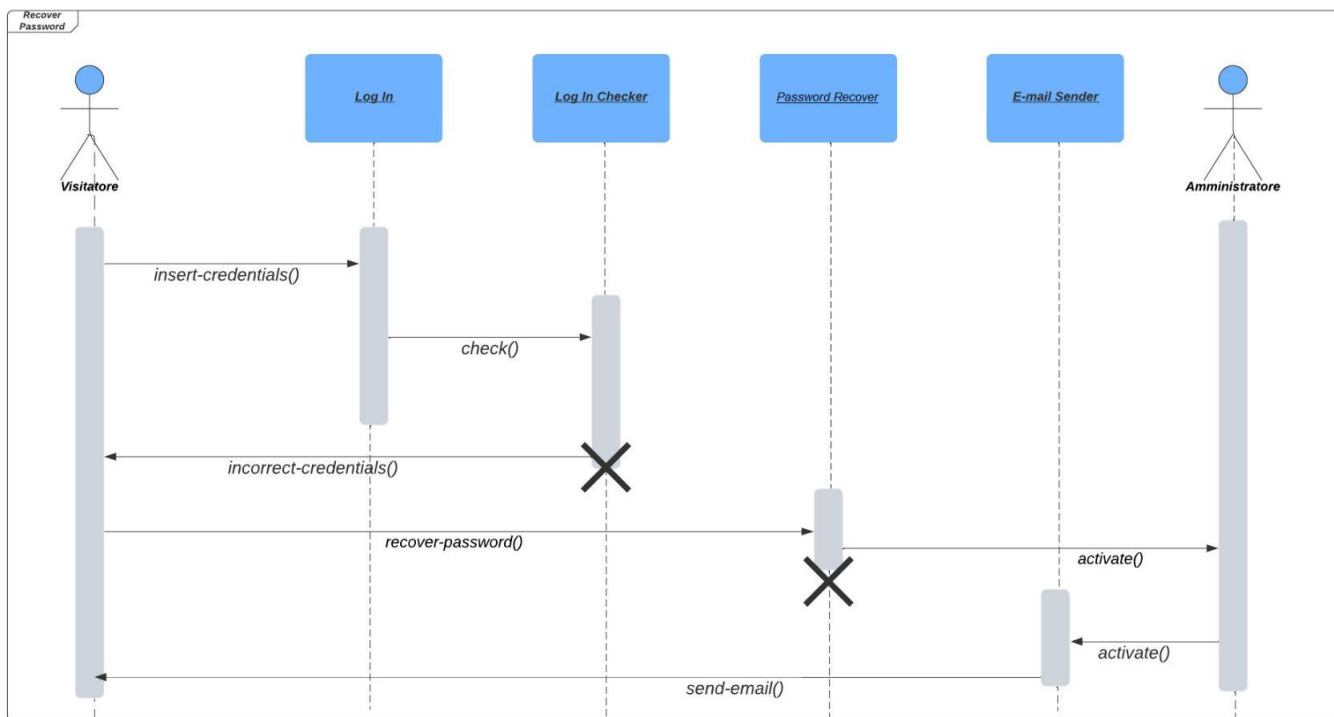 Recover
Password
Log In
Log In Checker
Password Recover
E-mail Sender
Visitatore
Amministratore
insert-credentials()
check()
incorrect-credentials()
recover-password()
activate()
activate()
send-email()